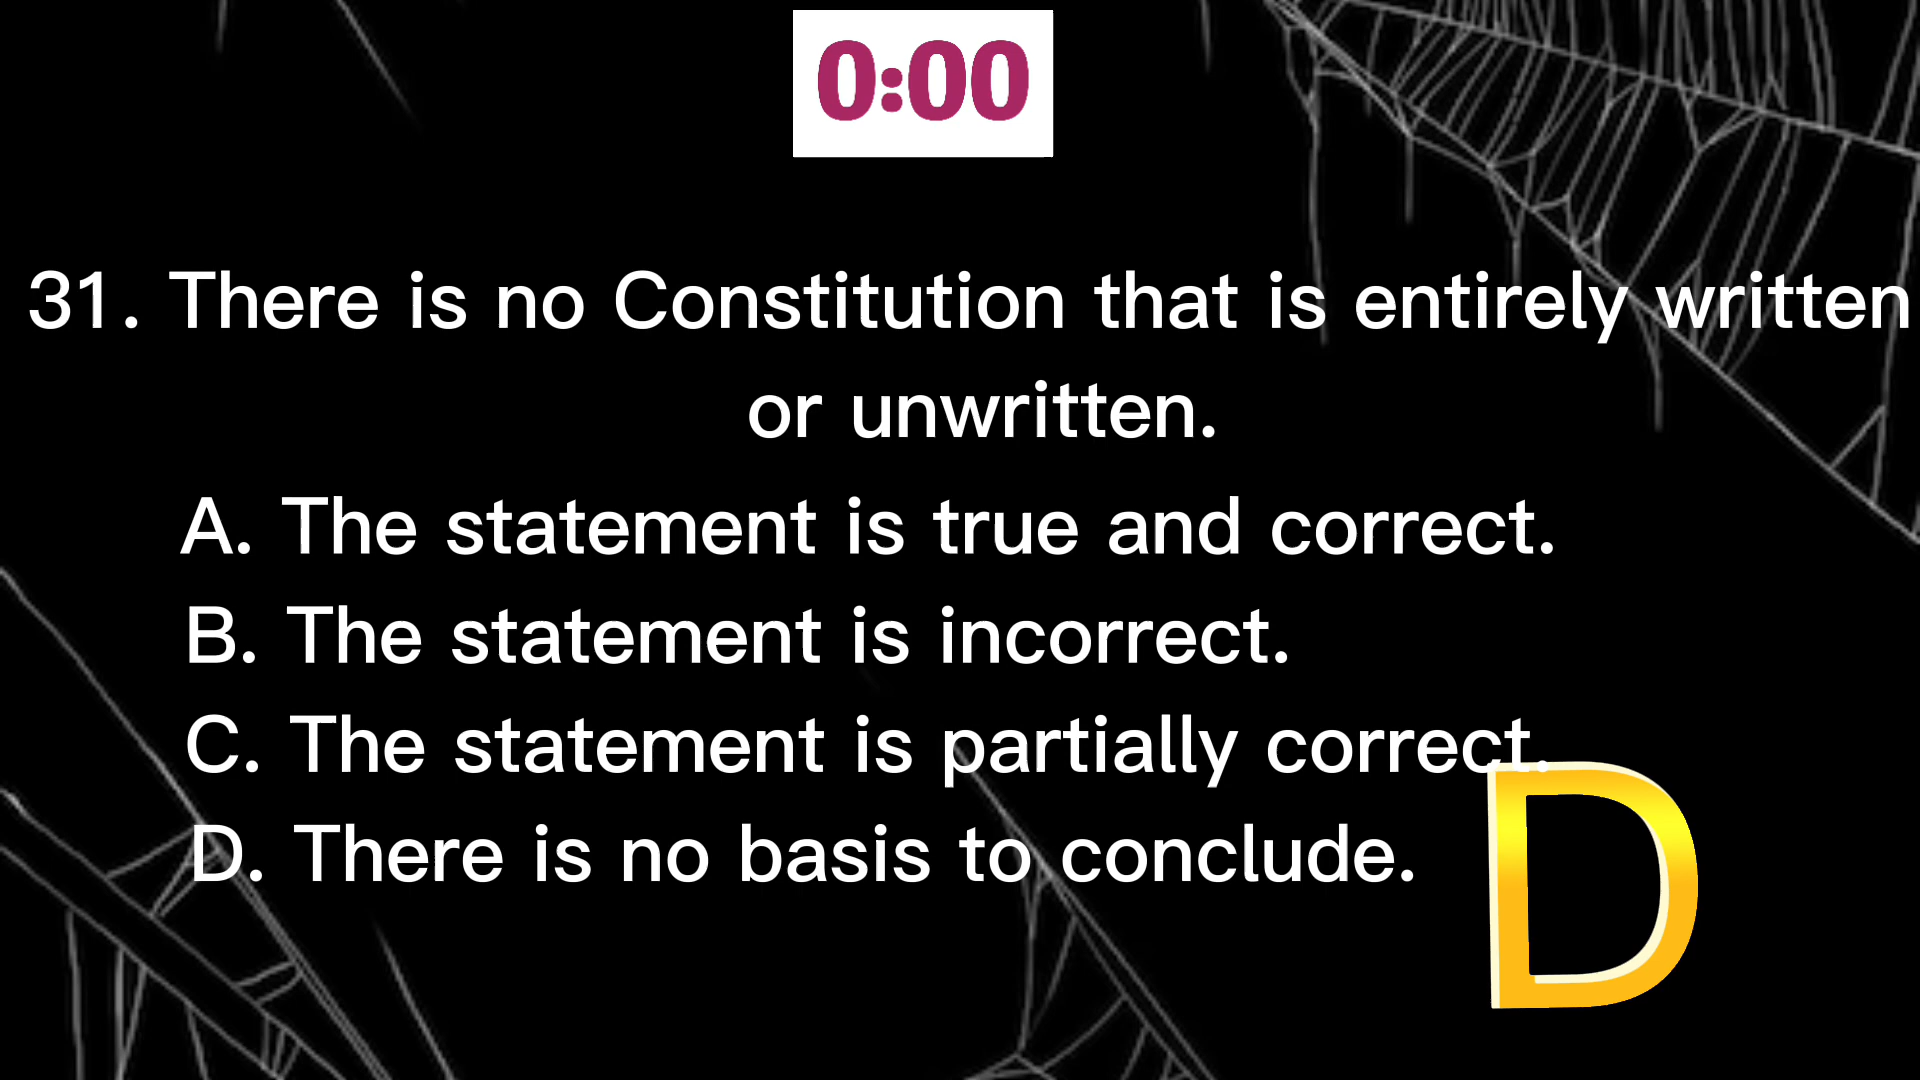 0:00
31. There is no Constitution that is entirely written
or unwritten.
A. The statement is true and correct.
B. The statement is incorrect.
C. The statement is partially correct.
D. There is no basis to conclude.
D